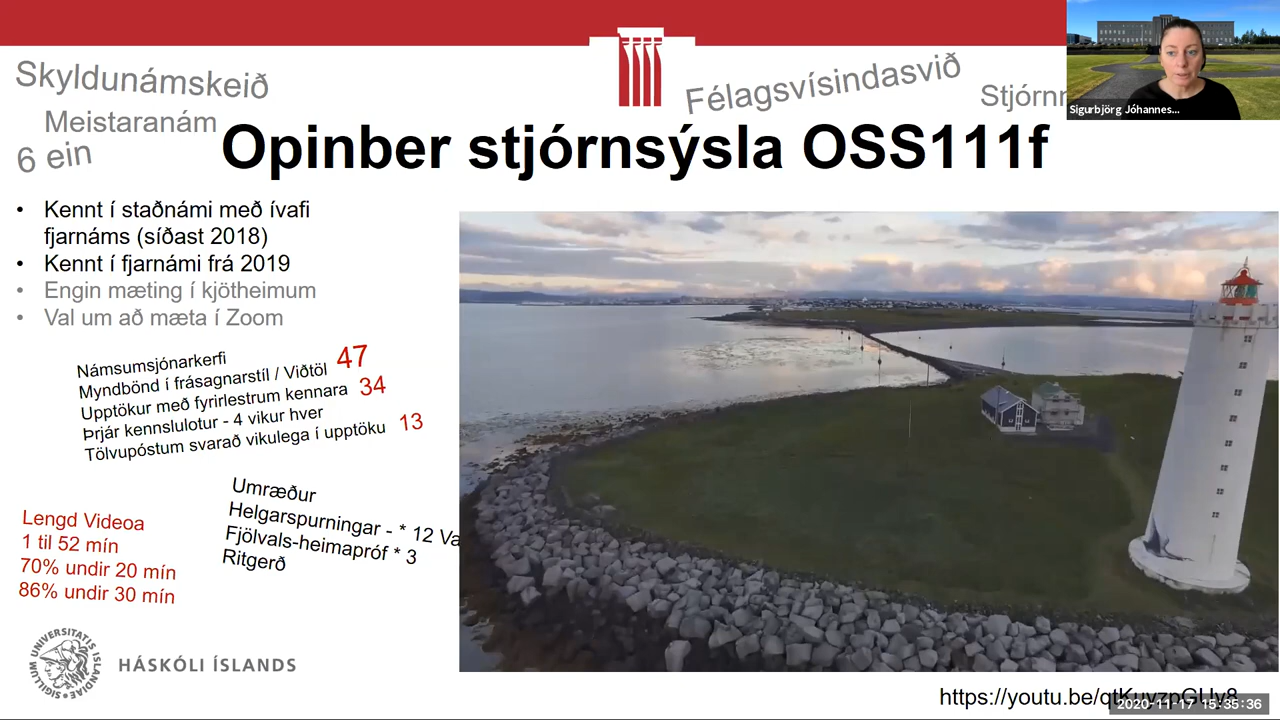 Skyldunámskeið
Meistaranám
6 ein
Félagsvísindasvið
Sigurbjörg Jóhannes...
Opinber stjórnsýsla OSS111f
• Kennt í staðnámi með ívafi
fjarnáms (síðast 2018)
• Kennt í fjarnámi frá 2019
• Engin mæting í kjötheimum
• Val um að mæta í Zoom
Námsumsjónarkerfi
Myndbönd í frásagnarstíl / Viðtöl 47
Upptökur með fyrirlestrum kennara 34
Þrjár kennslulotur - 4 vikur hver
Tölvupóstum svarað vikulega í upptöku 13
Umræður
Helgarspurningar - * 12 Va
Fjölvals-heimapróf * 3
Ritgerð
Lengd Videoa
1 til 52 mín
70% undir 20 mín
86% undir 30 mín
SIGILLUM UNIVERSITATIS ISLANDIAE
HÁSKÓLI ÍSLANDS
2020-11-17 15:35:36